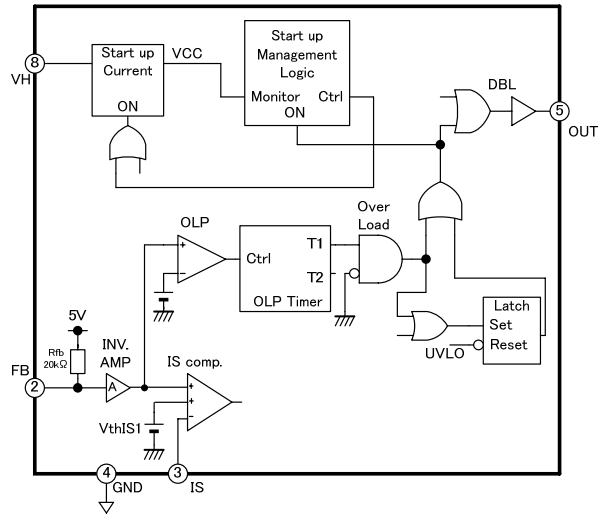 Start up
Current
ON
8
VH
VCC
Start up
Management
Logic
Monitor Ctrl
ON
DBL
5
OUT
OLP
Ctrl
T1
T2
OLP Timer
Over
Load
Latch
Set
Reset
UVLO
5V
Rfb
20kΩ
FB
2
INV.
AMP
A
IS comp.
VthIS1
4
GND
3
IS